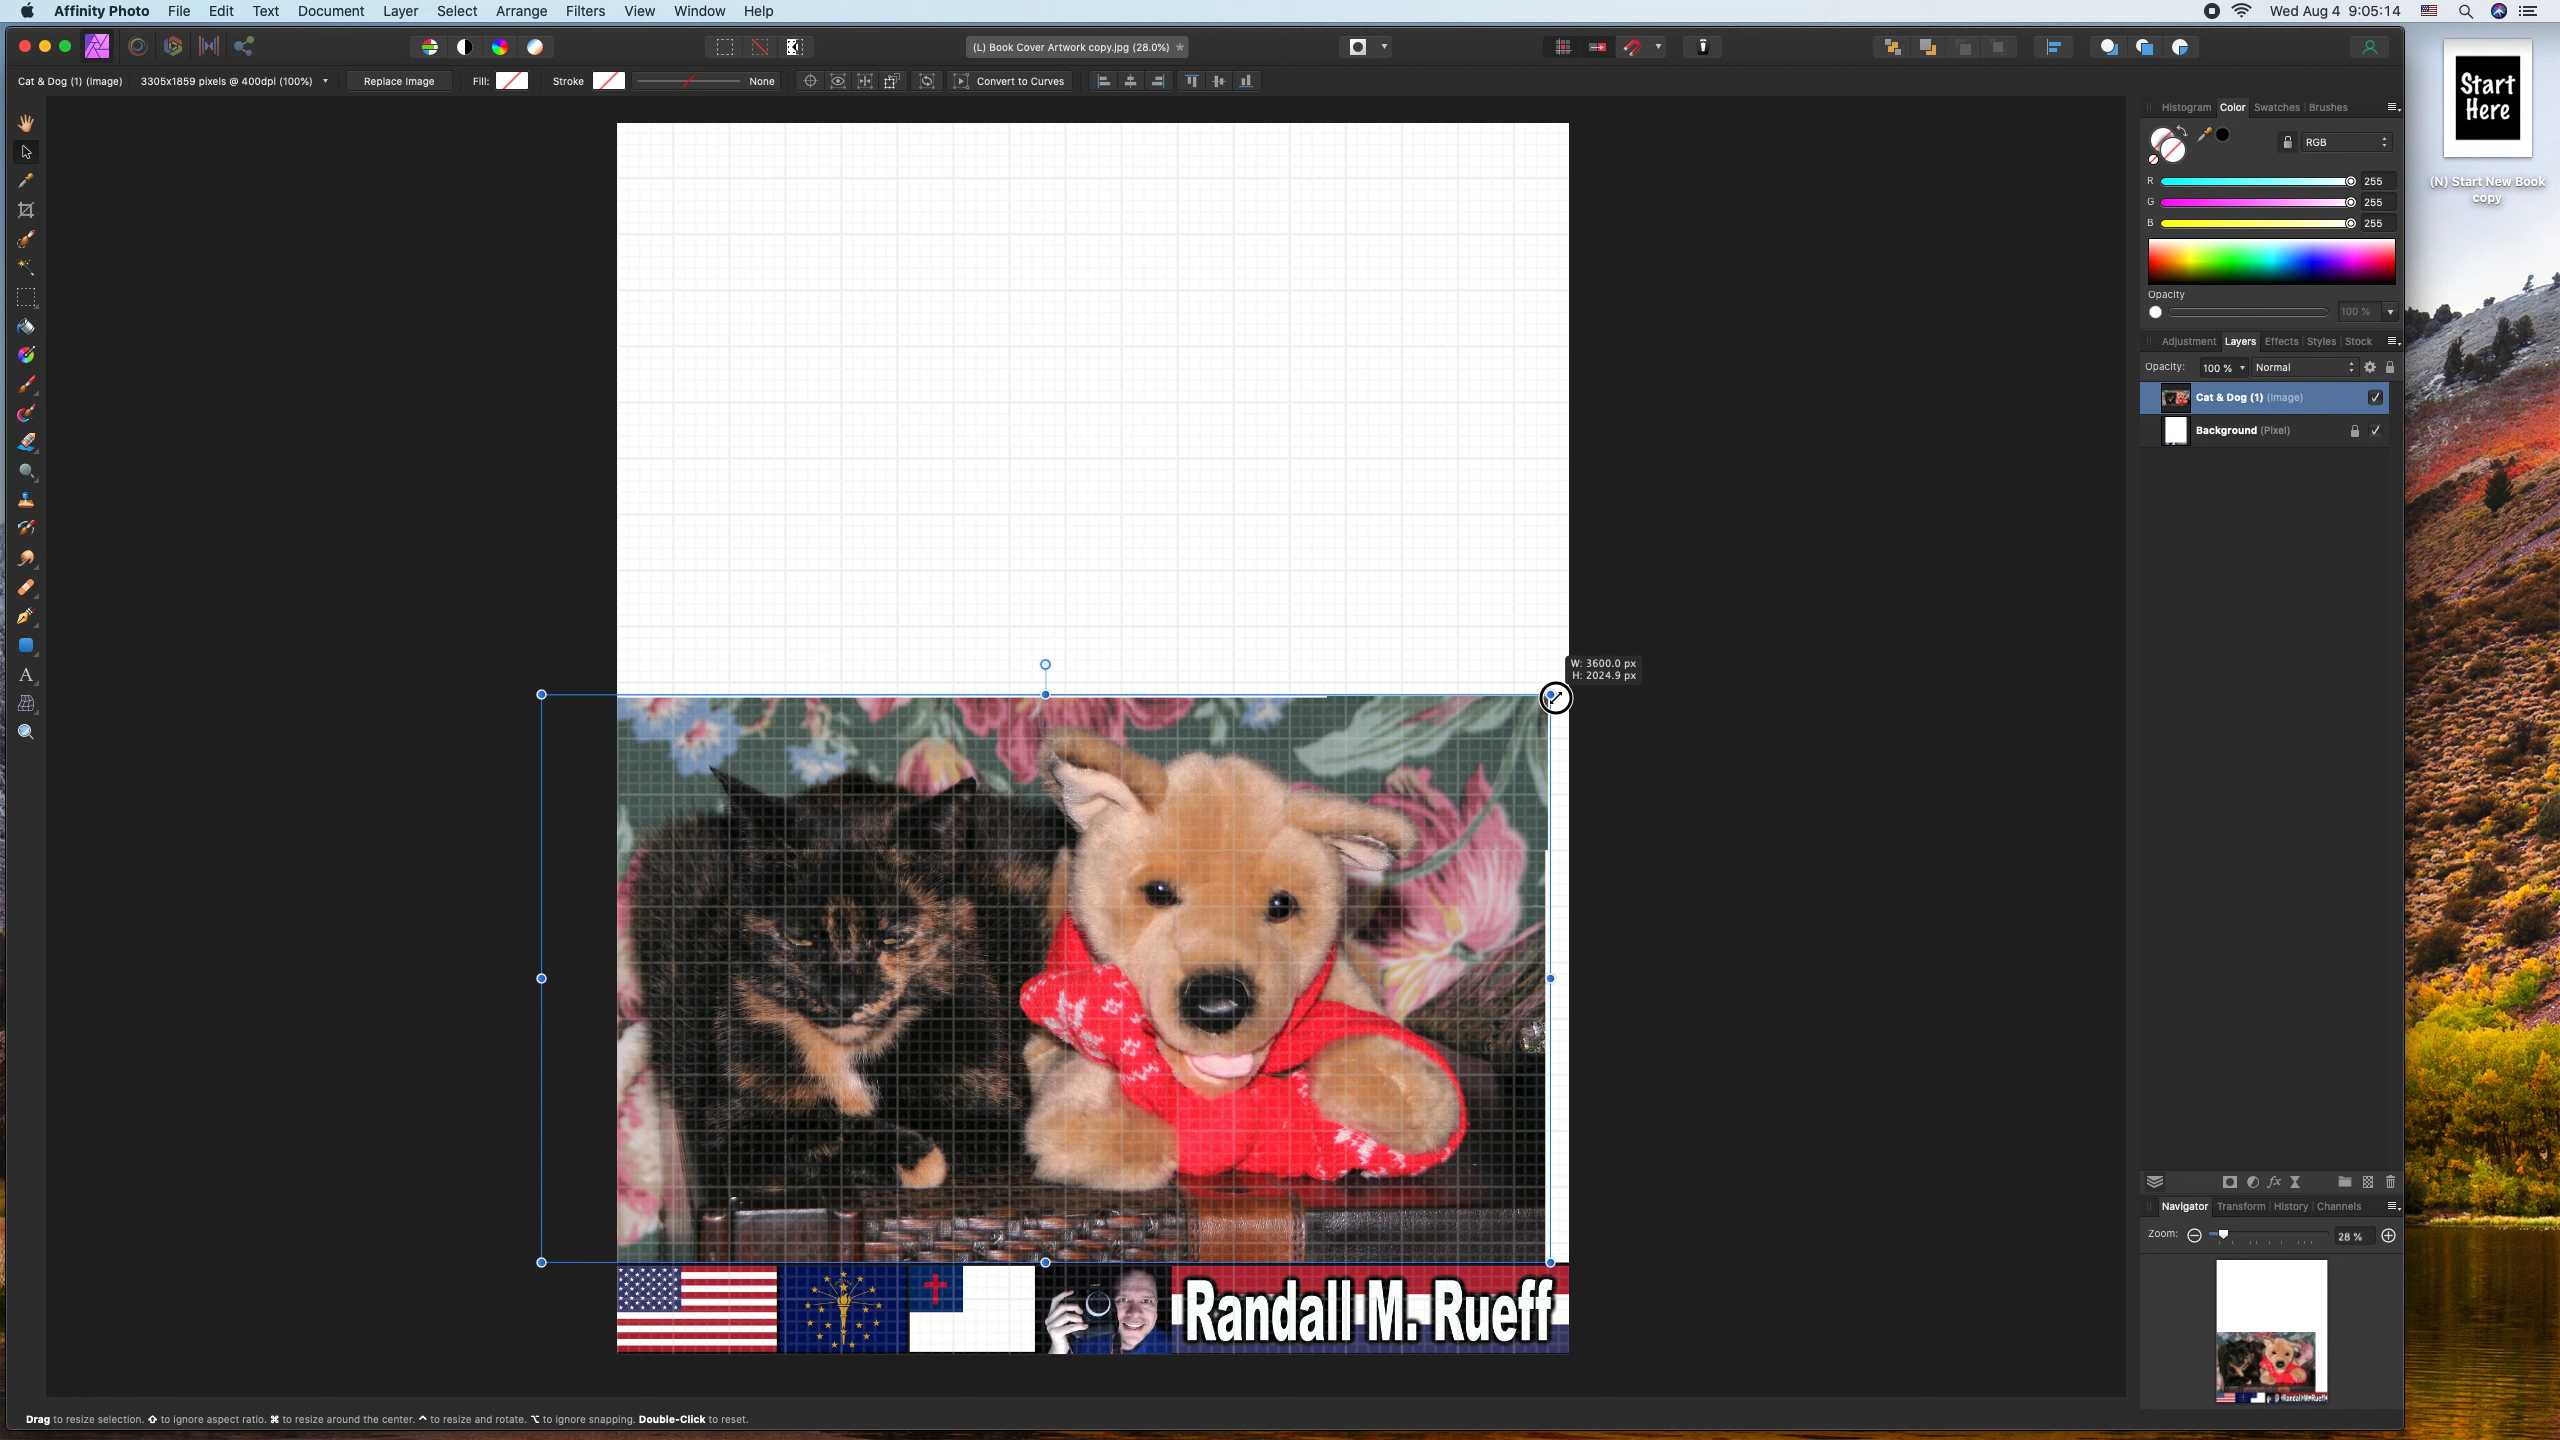 Affinity Photo File Edit Text Document Layer Select Arrange Filters View Window Help
Wed Aug 4 9:05:14
(L) Book Cover Artwork copy.jpg (28.0%)
Cat & Dog (1) (Image) 3305x1859 pixels @ 400dpi (100%) Replace Image Fill: Stroke None Convert to Curves
Start
Here
(N) Start New Book
copy
Histogram Color Swatches Brushes
RGB
R 255
G 255
B 255
Opacity
100 %
Adjustment Layers Effects Styles Stock
Opacity: 100 % Normal
Cat & Dog (1) (Image)
Background (Pixel)
W: 3600.0 px
H: 2024.9 px
Navigator Transform History Channels
Zoom: 28 %
Randall M. Rueff
Randall M. Rueff
Drag to resize selection. ⇧ to ignore aspect ratio. ⌘ to resize around the center. ^ to resize and rotate. ⌥ to ignore snapping. Double-Click to reset.